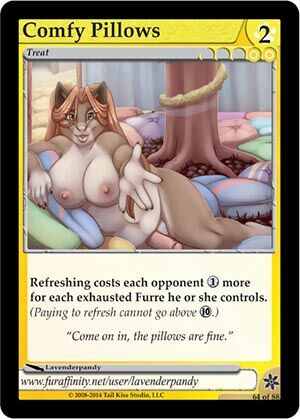 Comfy Pillows
2
Treat
Refreshing costs each opponent 1 more
for each exhausted Furre he or she controls.
(Paying to refresh cannot go above 10.)
"Come on in, the pillows are fine."
Lavenderpandy
www.furaffinity.net/user/lavenderpandy
64 of 88
© 2008-2014 Tail Kiss Studio, LLC